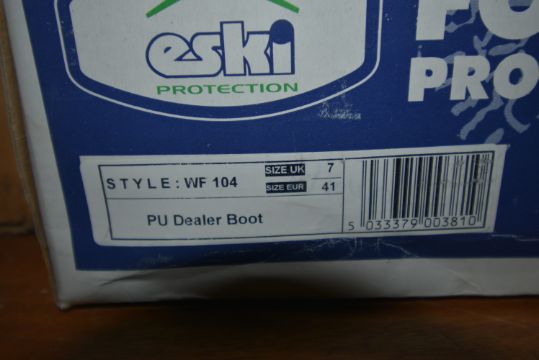 eski
PROTECTION
PRO
STYLE: WF 104
SIZE UK 7
SIZE EUR 41
PU Dealer Boot
5 033379 003810